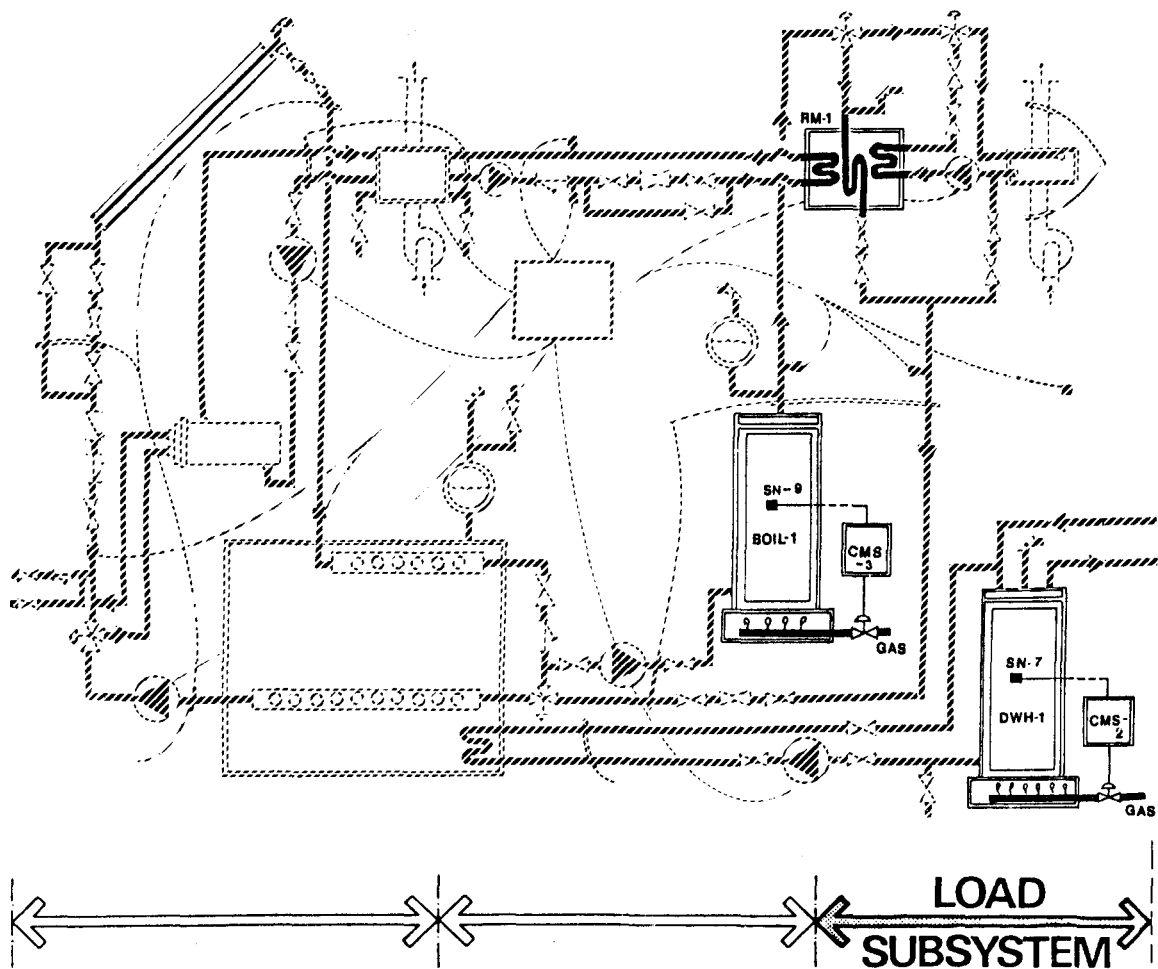 RM-1
SN-9
BOIL-1
CMS
-3
GAS
SN-7
DWH-1
CMS-
2
GAS
LOAD
SUBSYSTEM